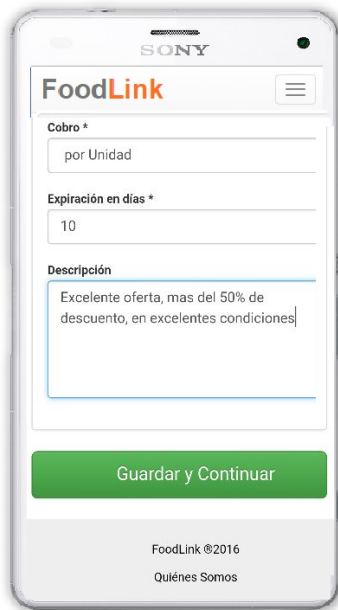 SONY
FoodLink
Cobro *
por Unidad
Expiración en días *
10
Descripción
Excelente oferta, mas del 50% de
descuento, en excelentes condiciones
Guardar y Continuar
FoodLink ®2016
Quiénes Somos